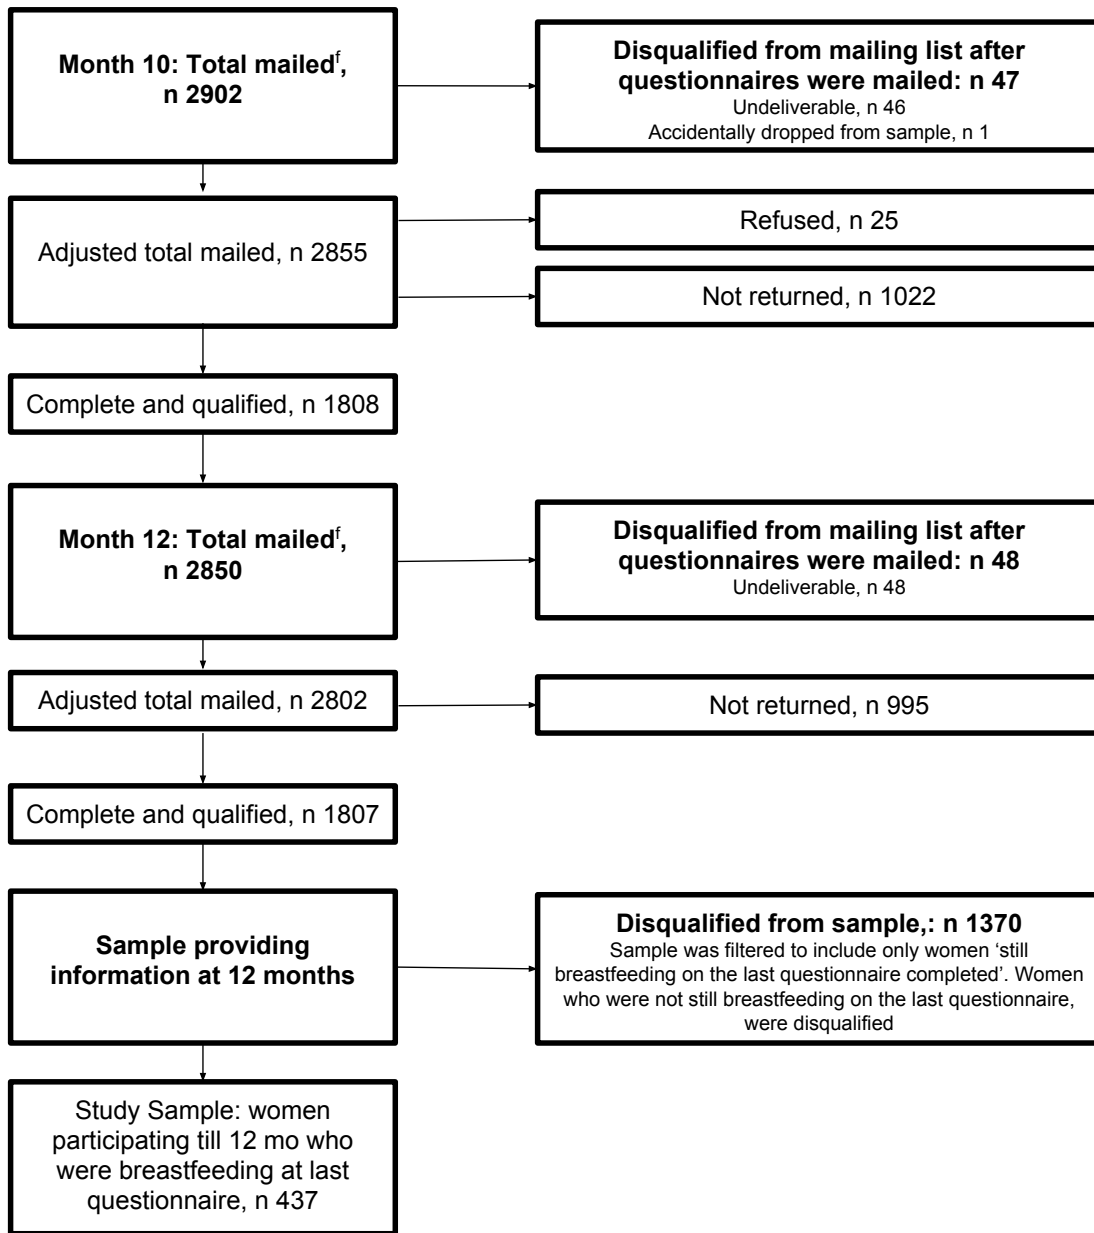 Month 10: Total mailedᶠ,
n 2902
Disqualified from mailing list after
questionnaires were mailed: n 47
Undeliverable, n 46
Accidentally dropped from sample, n 1
Adjusted total mailed, n 2855
Refused, n 25
Not returned, n 1022
Complete and qualified, n 1808
Month 12: Total mailedᶠ,
n 2850
Disqualified from mailing list after
questionnaires were mailed: n 48
Undeliverable, n 48
Adjusted total mailed, n 2802
Not returned, n 995
Complete and qualified, n 1807
Sample providing
information at 12 months
Disqualified from sample,: n 1370
Sample was filtered to include only women ‘still
breastfeeding on the last questionnaire completed’. Women
who were not still breastfeeding on the last questionnaire,
were disqualified
Study Sample: women
participating till 12 mo who
were breastfeeding at last
questionnaire, n 437